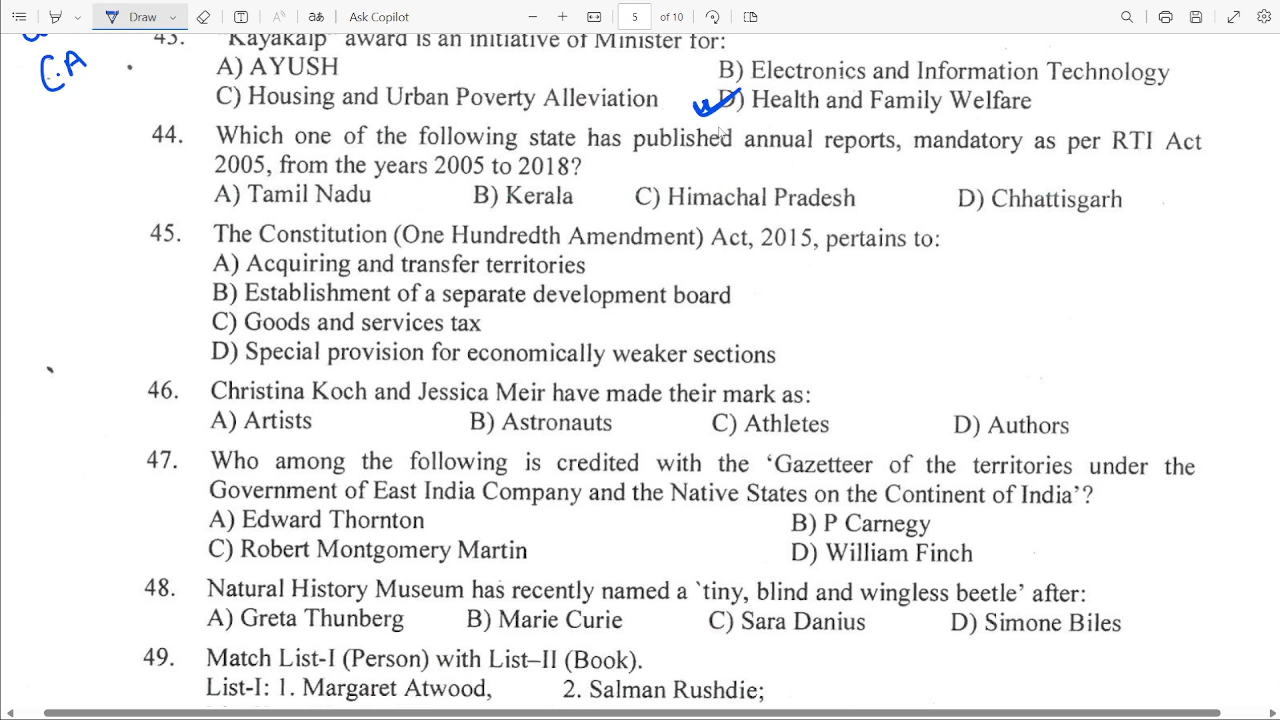 Draw
Ask Copilot
5 of 10
C.A
43. "Kayakalp" award is an initiative of Minister for:
A) AYUSH B) Electronics and Information Technology
C) Housing and Urban Poverty Alleviation D) Health and Family Welfare
44. Which one of the following state has published annual reports, mandatory as per RTI Act
2005, from the years 2005 to 2018?
A) Tamil Nadu B) Kerala C) Himachal Pradesh D) Chhattisgarh
45. The Constitution (One Hundredth Amendment) Act, 2015, pertains to:
A) Acquiring and transfer territories
B) Establishment of a separate development board
C) Goods and services tax
D) Special provision for economically weaker sections
46. Christina Koch and Jessica Meir have made their mark as:
A) Artists B) Astronauts C) Athletes D) Authors
47. Who among the following is credited with the 'Gazetteer of the territories under the
Government of East India Company and the Native States on the Continent of India'?
A) Edward Thornton B) P Carnegy
C) Robert Montgomery Martin D) William Finch
48. Natural History Museum has recently named a `tiny, blind and wingless beetle' after:
A) Greta Thunberg B) Marie Curie C) Sara Danius D) Simone Biles
49. Match List-I (Person) with List–II (Book).
List-I: 1. Margaret Atwood, 2. Salman Rushdie;